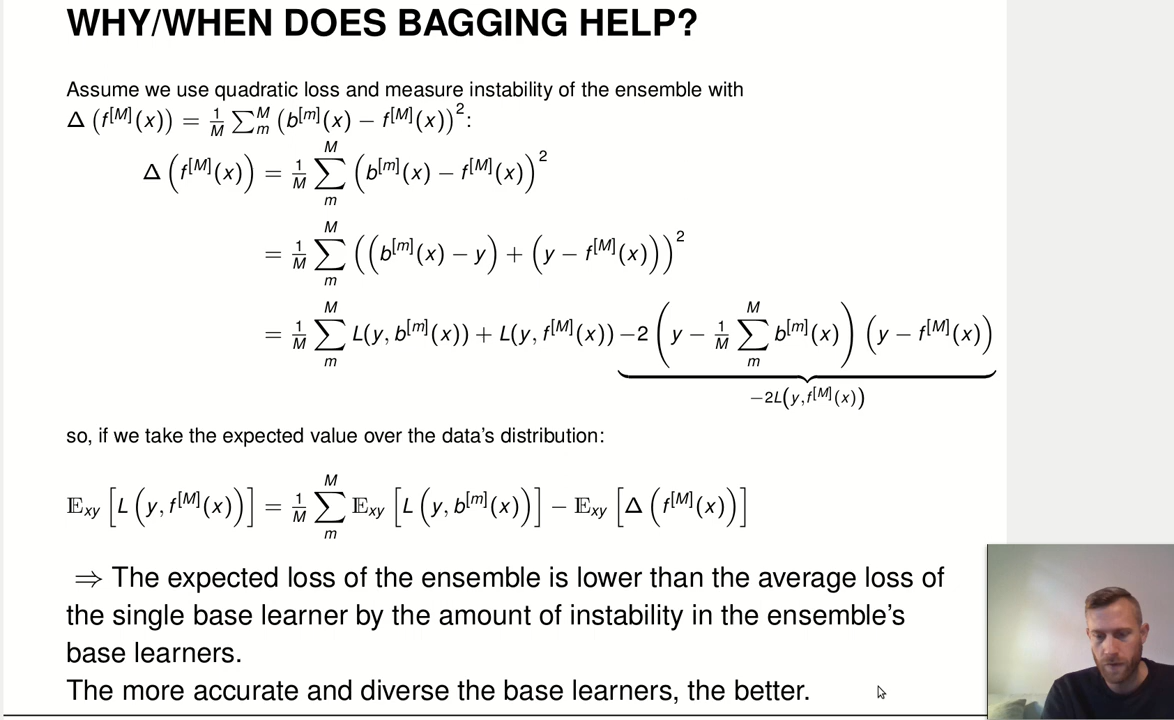 WHY/WHEN DOES BAGGING HELP?
Assume we use quadratic loss and measure instability of the ensemble with
Δ (f^[M](x)) = 1/M ∑_m^M (b^[m](x) − f^[M](x))^2:
Δ (f^[M](x)) = 1/M ∑_m^M (b^[m](x) − f^[M](x))^2
= 1/M ∑_m^M ((b^[m](x) − y) + (y − f^[M](x)))^2
= 1/M ∑_m^M L(y, b^[m](x)) + L(y, f^[M](x)) −2 (y − 1/M ∑_m^M b^[m](x)) (y − f^[M](x))
−2L(y,f^[M](x))
so, if we take the expected value over the data's distribution:
𝔼_xy [L (y, f^[M](x))] = 1/M ∑_m^M 𝔼_xy [L (y, b^[m](x))] − 𝔼_xy [Δ (f^[M](x))]
⇒ The expected loss of the ensemble is lower than the average loss of
the single base learner by the amount of instability in the ensemble's
base learners.
The more accurate and diverse the base learners, the better.